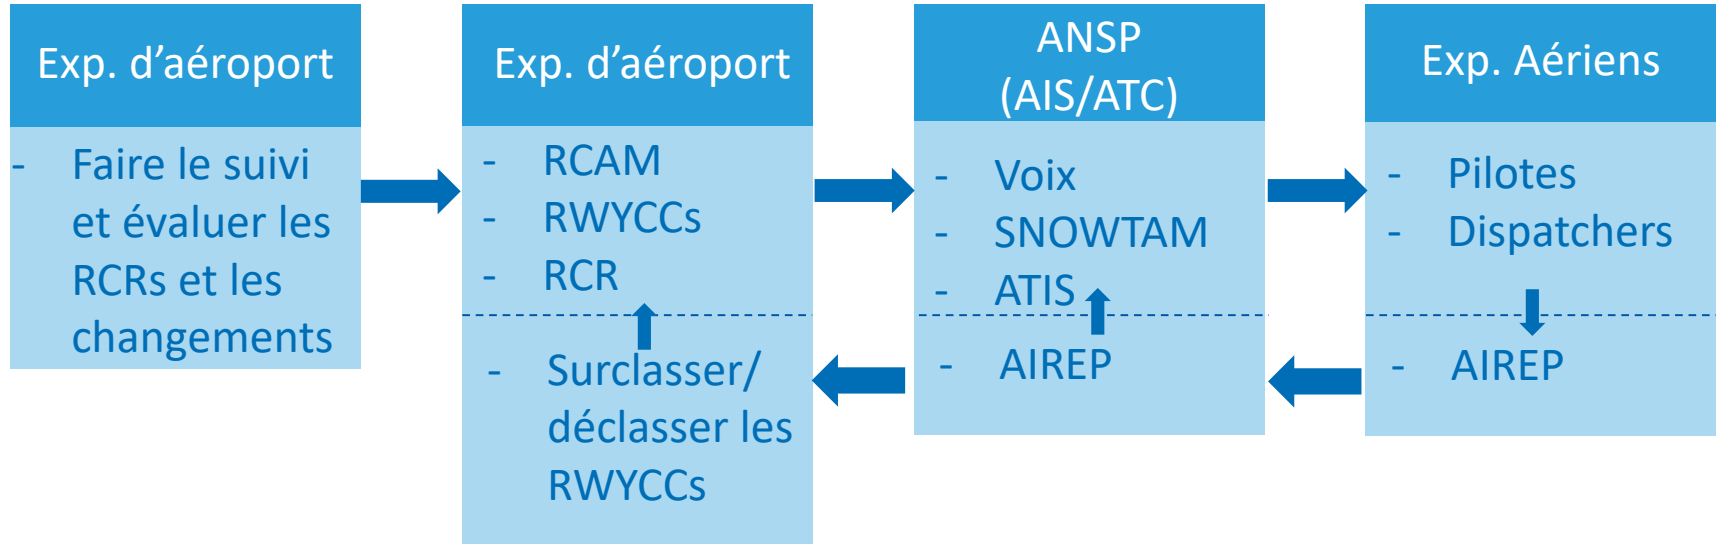 Exp. d’aéroport
- Faire le suivi
et évaluer les
RCRs et les
changements
Exp. d’aéroport
- RCAM
- RWYCCs
- RCR
- Surclasser/
déclasser les
RWYCCs
ANSP
(AIS/ATC)
- Voix
- SNOWTAM
- ATIS
- AIREP
Exp. Aériens
- Pilotes
- Dispatchers
- AIREP